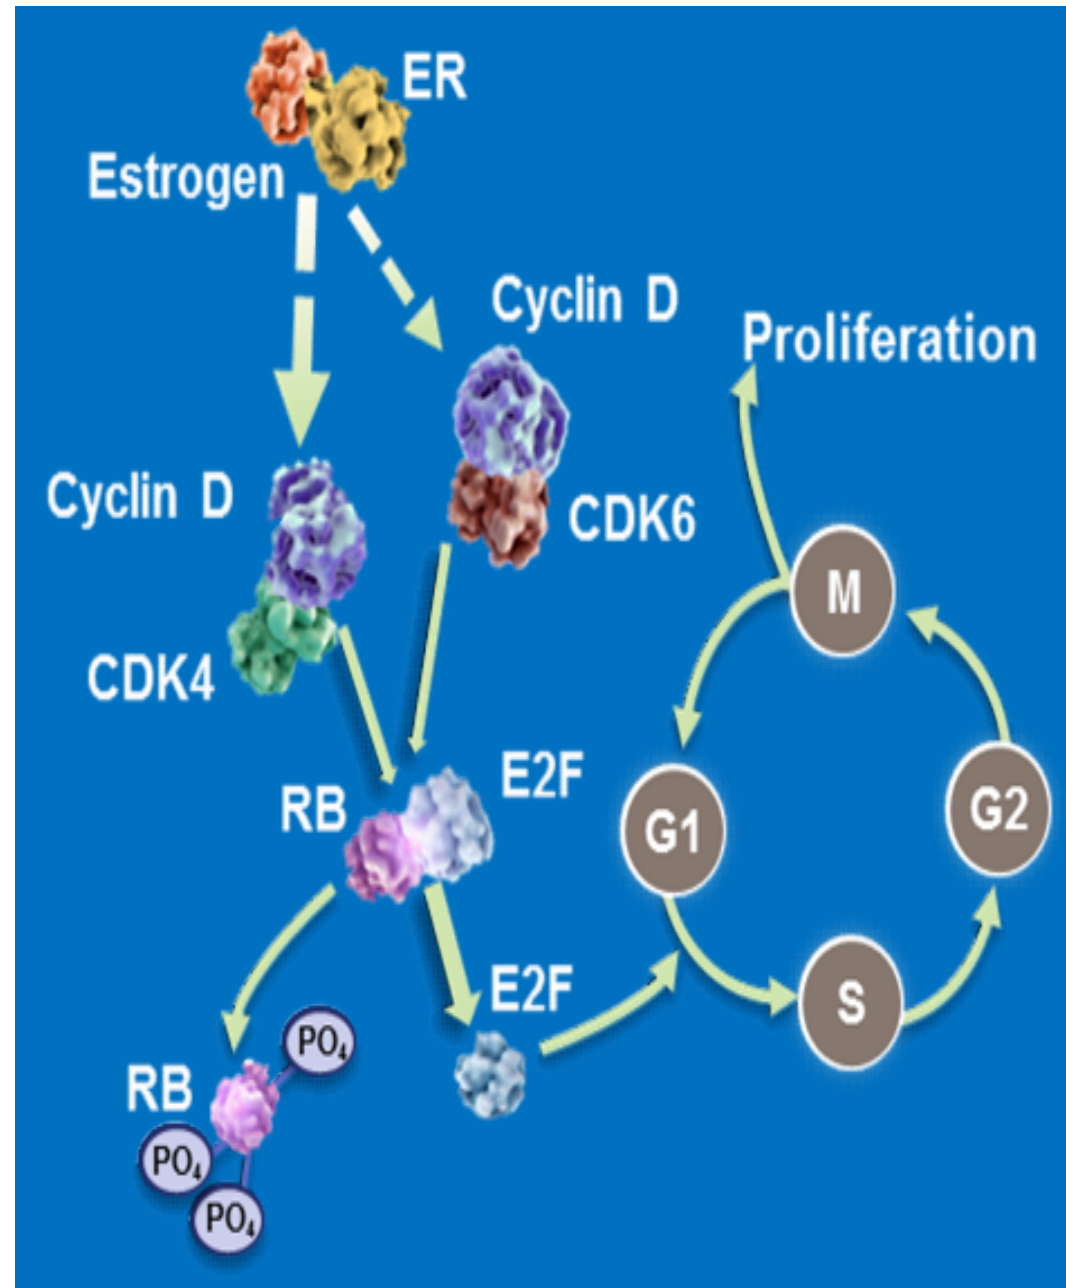 ER
Estrogen
Cyclin D
Proliferation
Cyclin D
CDK6
M
CDK4
E2F
RB
G1
G2
E2F
S
PO₄
RB
PO₄
PO₄